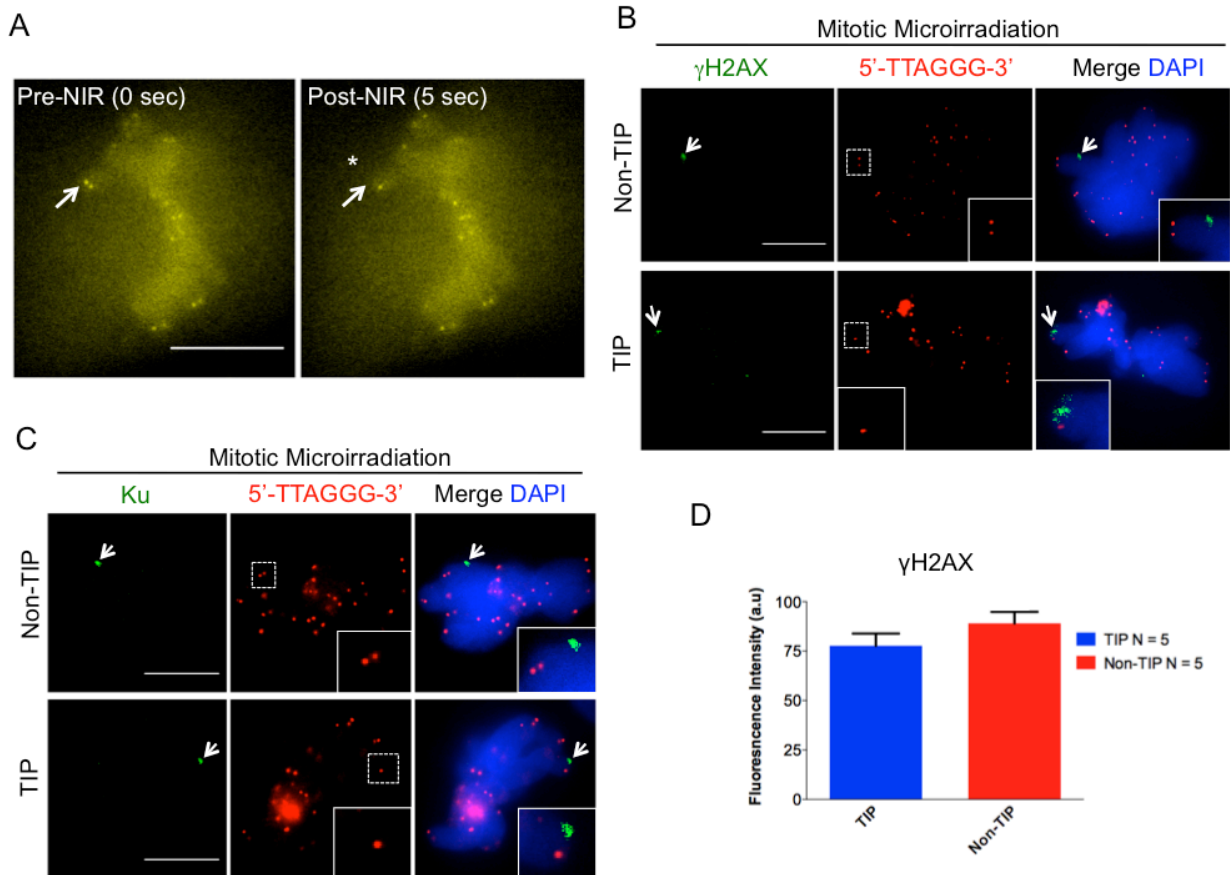 A
Pre-NIR (0 sec)
Post-NIR (5 sec)
*
B
Mitotic Microirradiation
γH2AX
5’-TTAGGG-3’
Merge DAPI
Non-TIP
TIP
C
Mitotic Microirradiation
Ku
5’-TTAGGG-3’
Merge DAPI
Non-TIP
TIP
D
γH2AX
Fluoresncence Intensity (a.u)
100
75
50
25
0
TIP
Non-TIP
TIP N = 5
Non-TIP N = 5